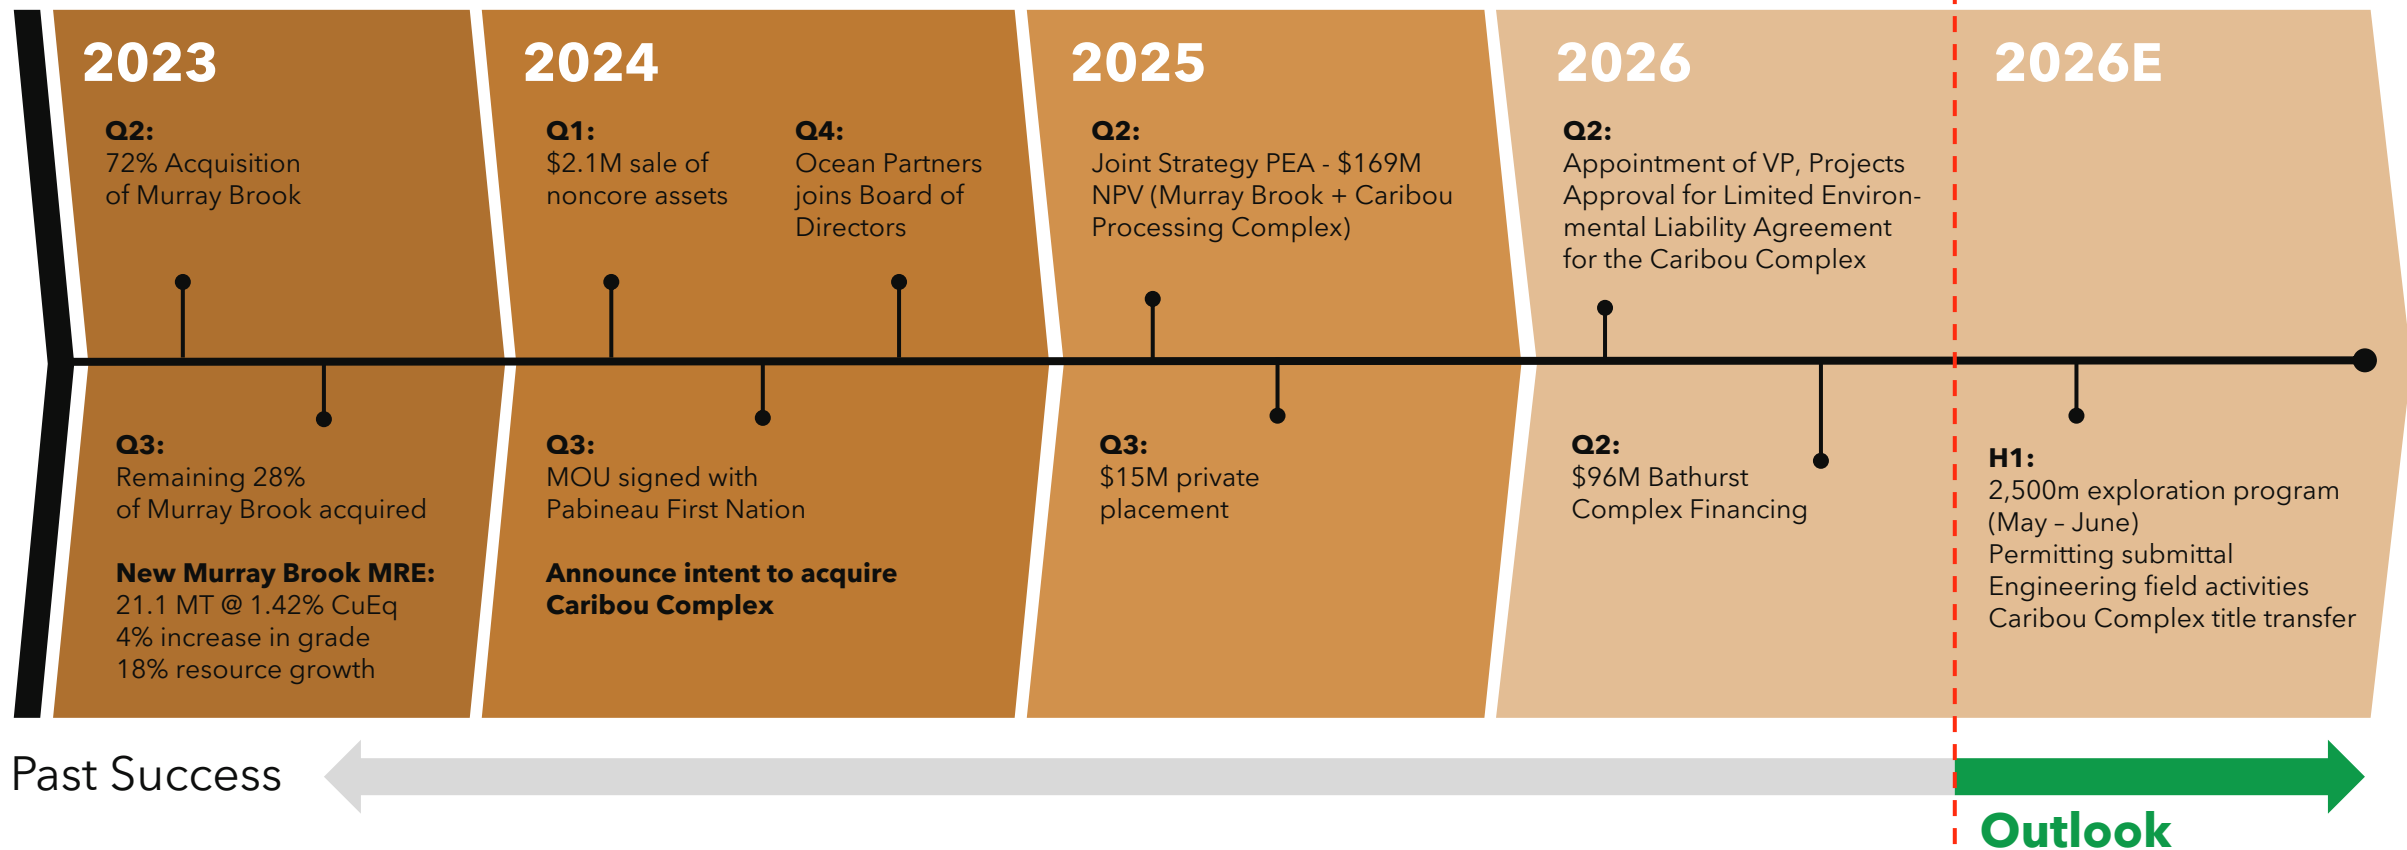 2023
Q2:
72% Acquisition
of Murray Brook
Q3:
Remaining 28%
of Murray Brook acquired
New Murray Brook MRE:
21.1 MT @ 1.42% CuEq
4% increase in grade
18% resource growth
2024
Q1:
$2.1M sale of
noncore assets
Q4:
Ocean Partners
joins Board of
Directors
Q3:
MOU signed with
Pabineau First Nation
Announce intent to acquire
Caribou Complex
2025
Q2:
Joint Strategy PEA - $169M
NPV (Murray Brook + Caribou
Processing Complex)
Q3:
$15M private
placement
2026
Q2:
Appointment of VP, Projects
Approval for Limited Environ-
mental Liability Agreement
for the Caribou Complex
Q2:
$96M Bathurst
Complex Financing
2026E
H1:
2,500m exploration program
(May – June)
Permitting submittal
Engineering field activities
Caribou Complex title transfer
Past Success
Outlook